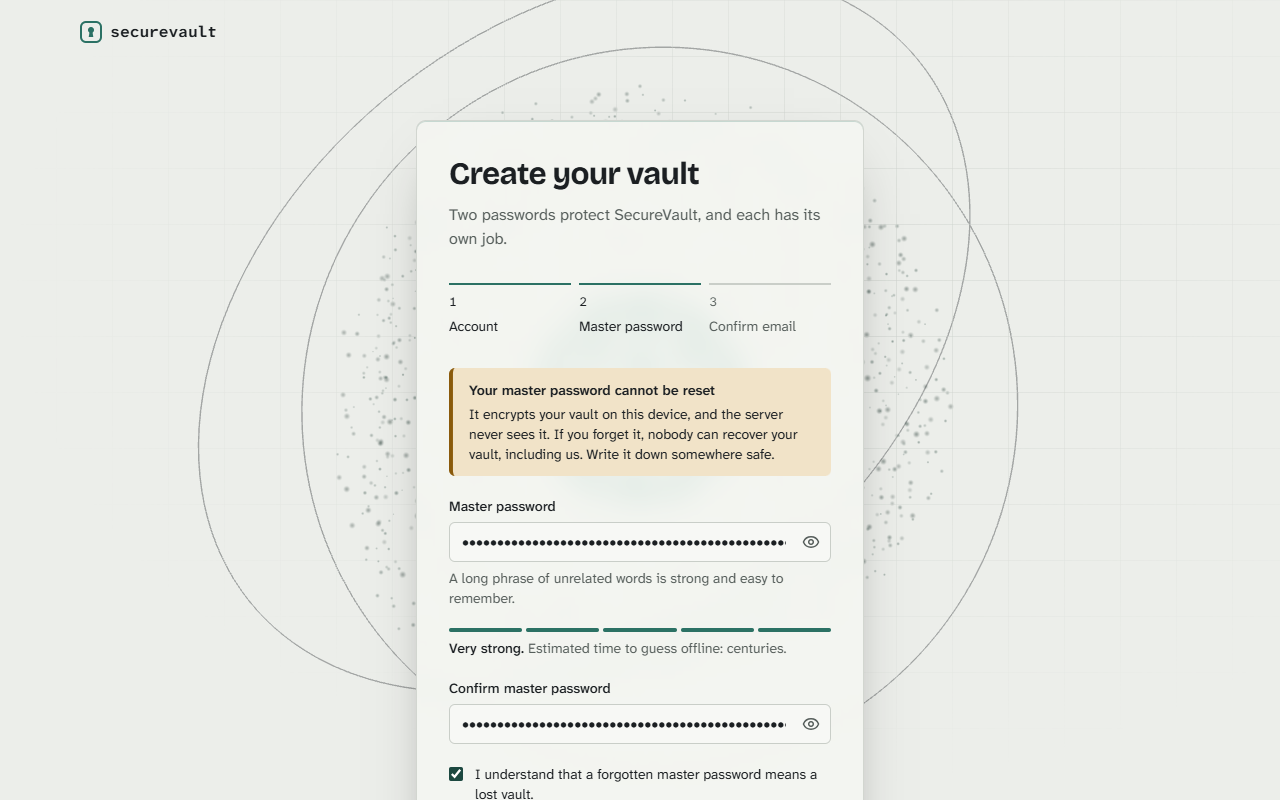 securevault
Create your vault
Two passwords protect SecureVault, and each has its
own job.
1
2
3
Account
Master password
Confirm email
Your master password cannot be reset
It encrypts your vault on this device, and the server
never sees it. If you forget it, nobody can recover your
vault, including us. Write it down somewhere safe.
Master password
A long phrase of unrelated words is strong and easy to
remember.
Very strong. Estimated time to guess offline: centuries.
Confirm master password
I understand that a forgotten master password means a
lost vault.